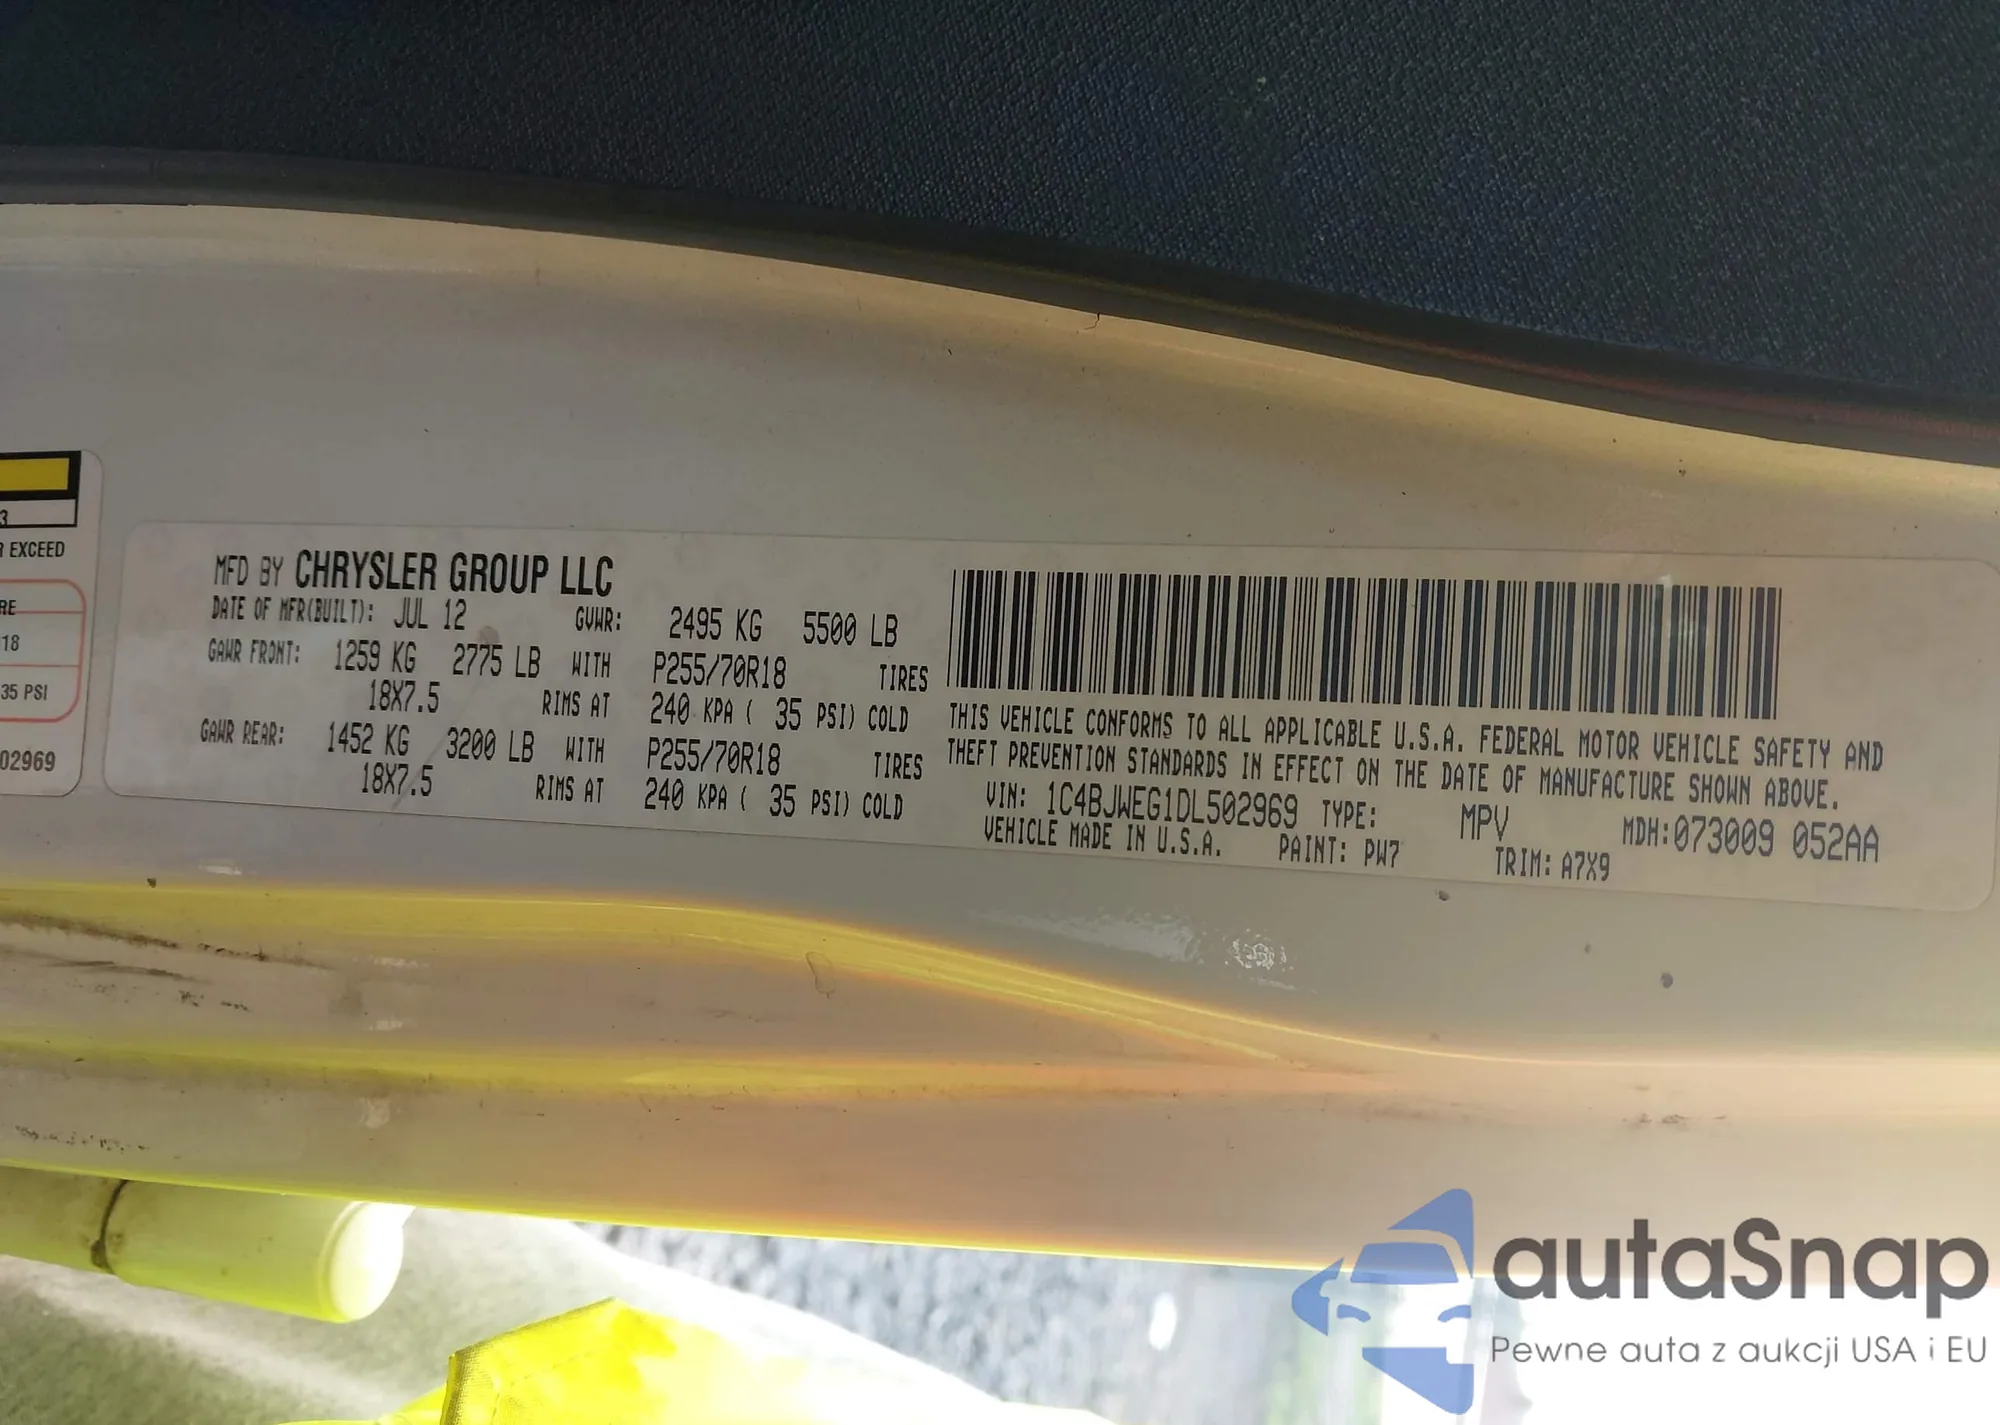 3
R EXCEED
RE
18
35 PSI
02969
MFD BY CHRYSLER GROUP LLC
DATE OF MFR(BUILT): JUL 12 GVWR: 2495 KG 5500 LB
GAWR FRONT: 1259 KG 2775 LB WITH P255/70R18 TIRES
18X7.5 RIMS AT 240 KPA ( 35 PSI) COLD
GAWR REAR: 1452 KG 3200 LB WITH P255/70R18 TIRES
18X7.5 RIMS AT 240 KPA ( 35 PSI) COLD
THIS VEHICLE CONFORMS TO ALL APPLICABLE U.S.A. FEDERAL MOTOR VEHICLE SAFETY AND
THEFT PREVENTION STANDARDS IN EFFECT ON THE DATE OF MANUFACTURE SHOWN ABOVE.
VIN: 1C4BJWEG1DL502969 TYPE: MPV MDH:073009 052AA
VEHICLE MADE IN U.S.A. PAINT: PW7 TRIM: A7X9
autaSnap
Pewne auta z aukcji USA i EU